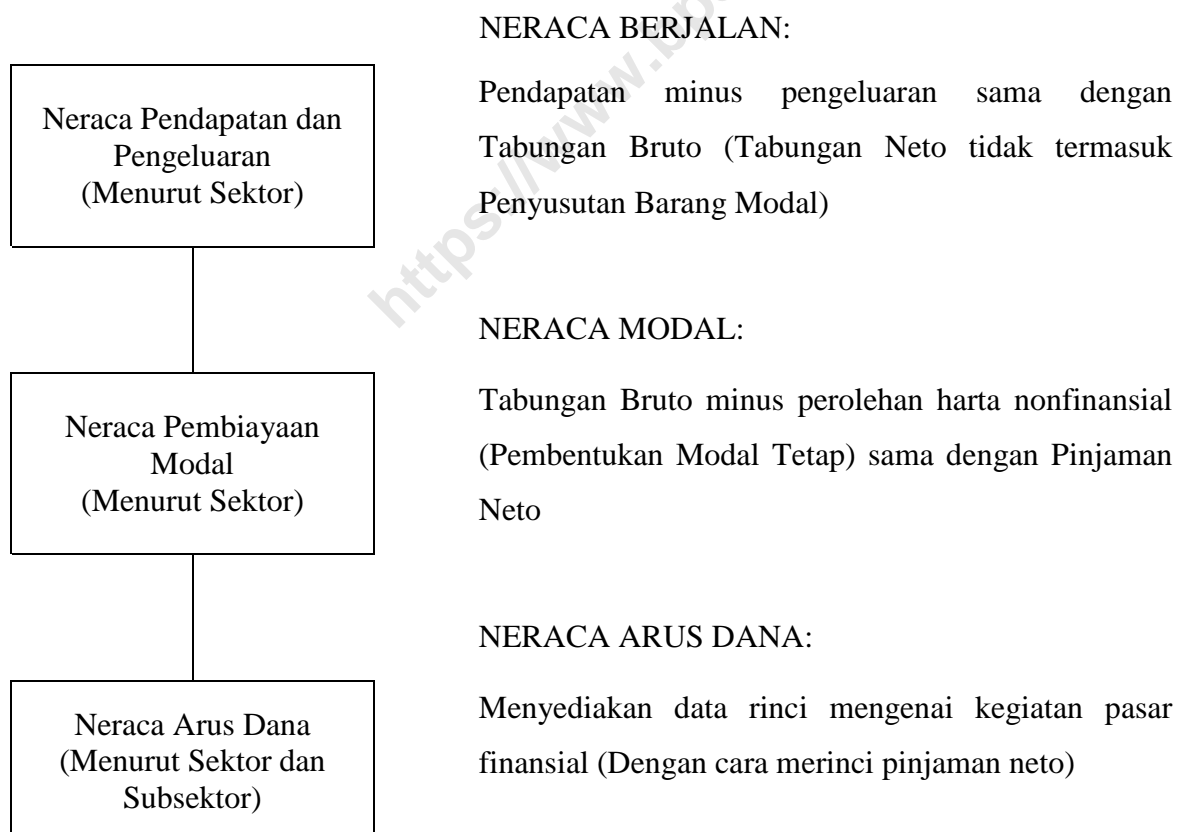 NERACA BERJALAN:
Neraca Pendapatan dan
Pengeluaran
(Menurut Sektor)
Pendapatan minus pengeluaran sama dengan
Tabungan Bruto (Tabungan Neto tidak termasuk
Penyusutan Barang Modal)
NERACA MODAL:
Neraca Pembiayaan
Modal
(Menurut Sektor)
Tabungan Bruto minus perolehan harta nonfinansial
(Pembentukan Modal Tetap) sama dengan Pinjaman
Neto
NERACA ARUS DANA:
Neraca Arus Dana
(Menurut Sektor dan
Subsektor)
Menyediakan data rinci mengenai kegiatan pasar
finansial (Dengan cara merinci pinjaman neto)
https://www.bps